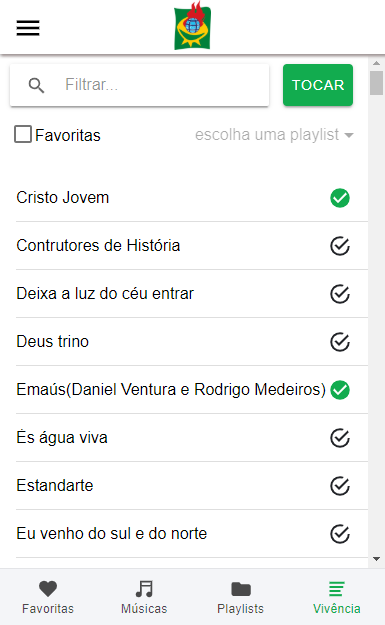 Filtrar...
TOCAR
Favoritas
escolha uma playlist
Cristo Jovem
Contrutores de História
Deixa a luz do céu entrar
Deus trino
Emaús(Daniel Ventura e Rodrigo Medeiros)
És água viva
Estandarte
Eu venho do sul e do norte
Favoritas
Músicas
Playlists
Vivência